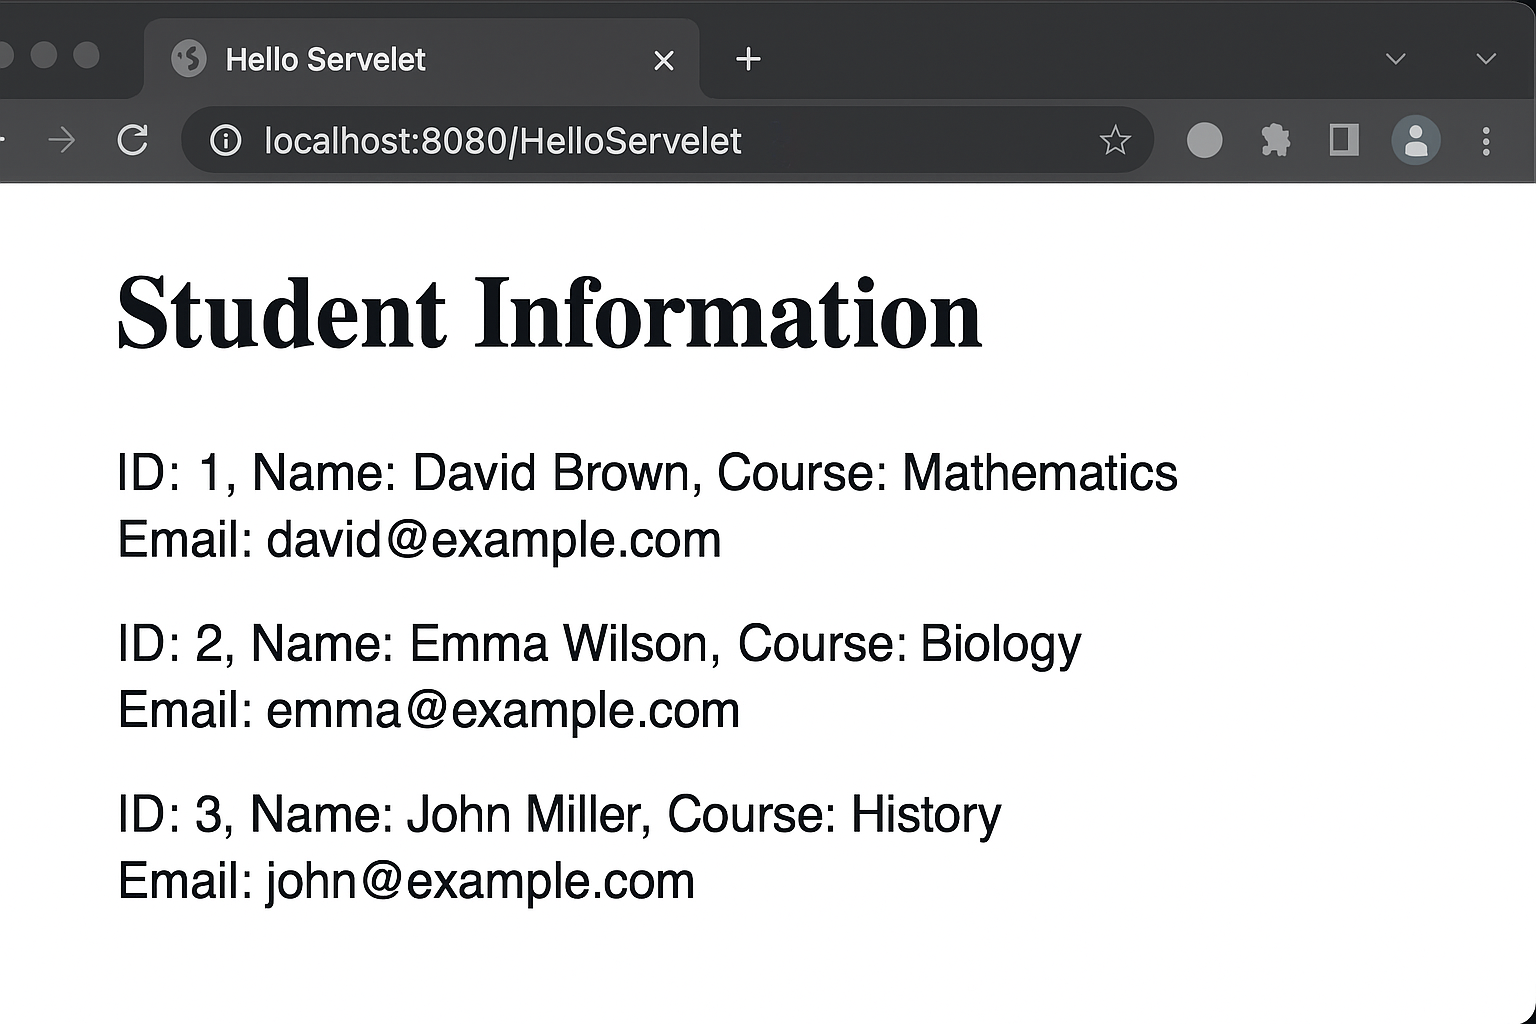 Hello Servelet
localhost:8080/HelloServelet
Student Information
ID: 1, Name: David Brown, Course: Mathematics
Email: david@example.com
ID: 2, Name: Emma Wilson, Course: Biology
Email: emma@example.com
ID: 3, Name: John Miller, Course: History
Email: john@example.com